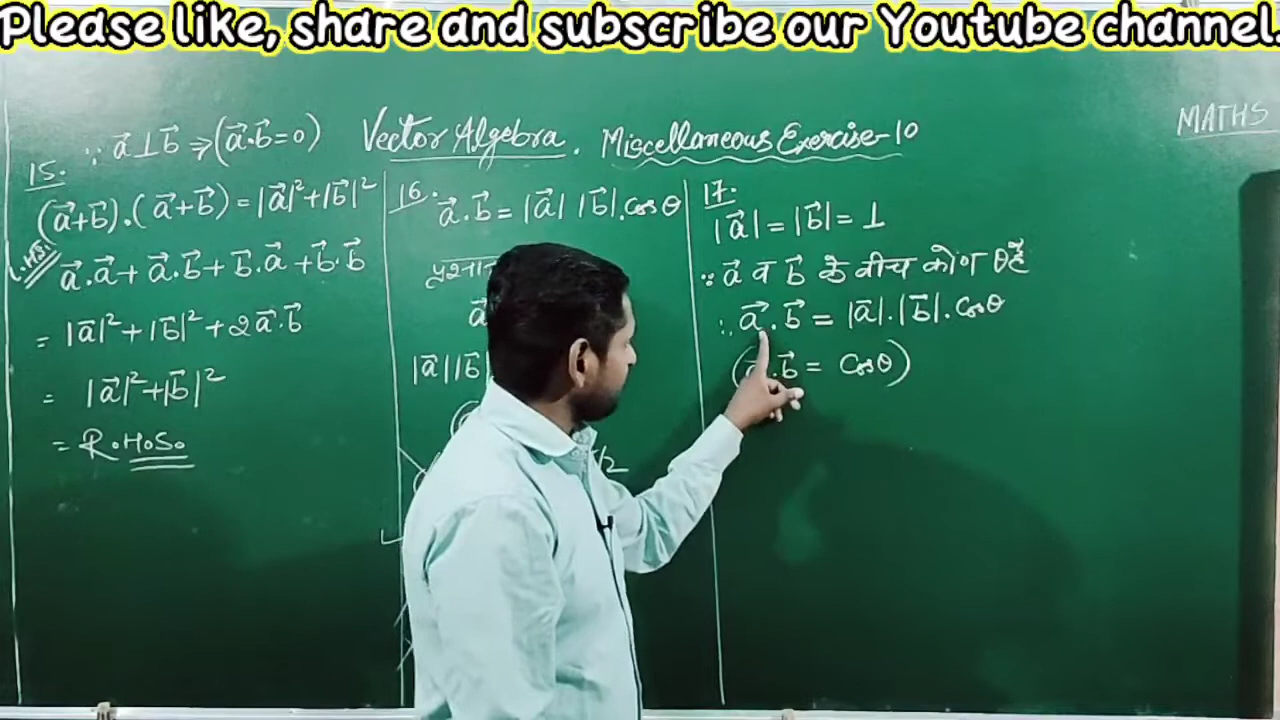 Please like, share and subscribe our Youtube channel.
MATHS
Vector Algebra. Miscellaneous Exercise-10
15. ∵ a⃗ ⊥ b⃗ ⇒ (a⃗.b⃗ = 0)
(a⃗+b⃗).(a⃗+b⃗) = |a⃗|²+|b⃗|²
L.H.S.
a⃗.a⃗ + a⃗.b⃗ + b⃗.a⃗ + b⃗.b⃗
= |a⃗|² + |b⃗|² + 2a⃗.b⃗
= |a⃗|²+|b⃗|²
= R.H.S.
16. a⃗.b⃗ = |a⃗| |b⃗|.cosθ
|a̅||b̅|
17.
|a⃗| = |b⃗| = 1
∵ a⃗ व b⃗ के बीच कोण θ है
∴ a⃗.b⃗ = |a̅|.|b̅|.cosθ
.b⃗ = cosθ)